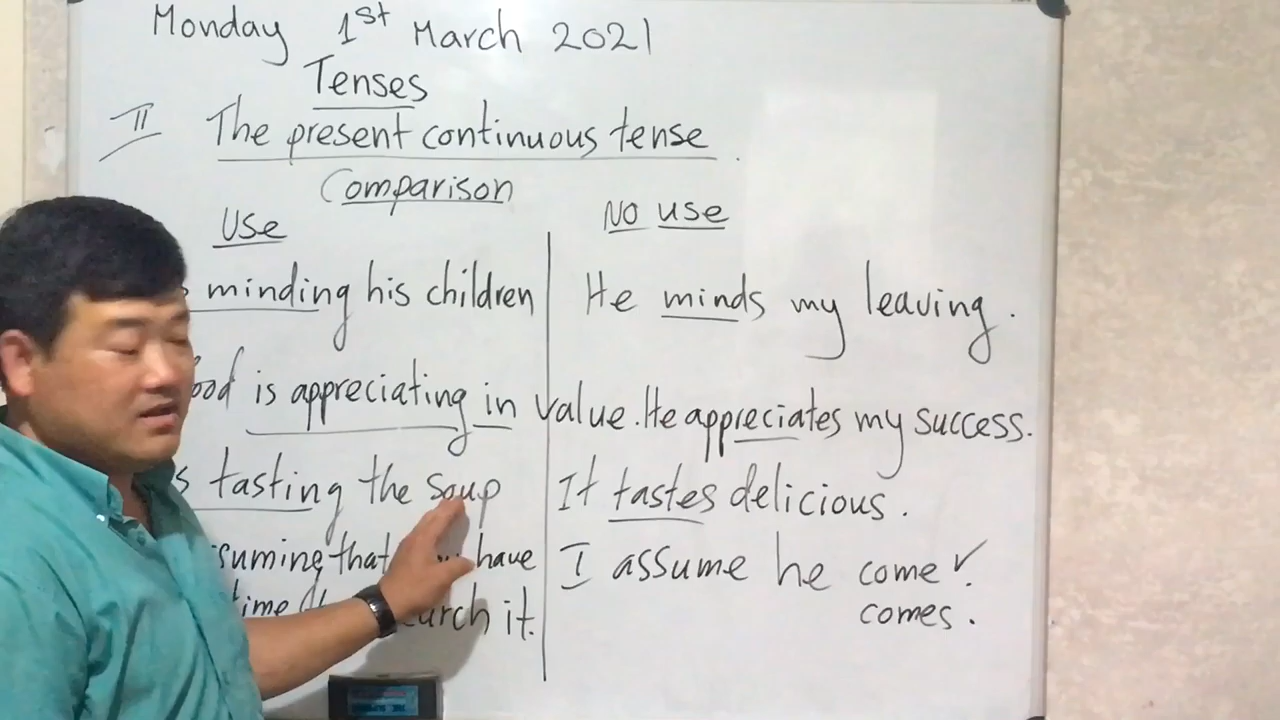 Monday 1st March 2021
Tenses
II The present continuous tense.
Comparison
Use
No use
minding his children
He minds my leaving.
is appreciating in value. He appreciates my success.
tasting the soup
It tastes delicious.
that have
I assume he come ✓.
time it.
comes.